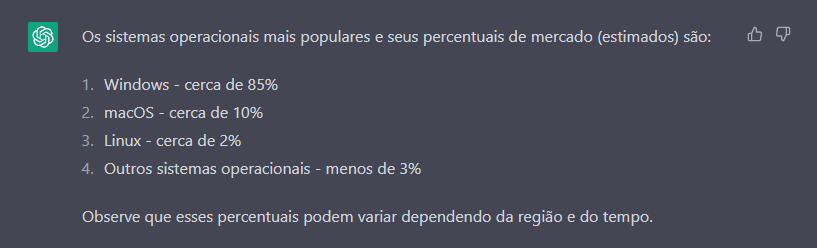 Os sistemas operacionais mais populares e seus percentuais de mercado (estimados) são:
1. Windows - cerca de 85%
2. macOS - cerca de 10%
3. Linux - cerca de 2%
4. Outros sistemas operacionais - menos de 3%
Observe que esses percentuais podem variar dependendo da região e do tempo.